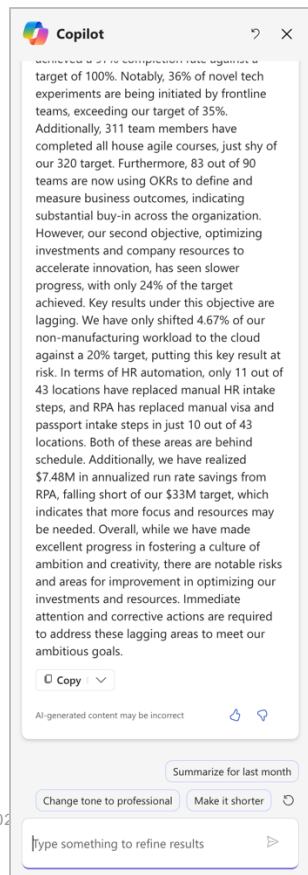 Copilot
achieved a 91% completion rate against a
target of 100%. Notably, 36% of novel tech
experiments are being initiated by frontline
teams, exceeding our target of 35%.
Additionally, 311 team members have
completed all house agile courses, just shy of
our 320 target. Furthermore, 83 out of 90
teams are now using OKRs to define and
measure business outcomes, indicating
substantial buy-in across the organization.
However, our second objective, optimizing
investments and company resources to
accelerate innovation, has seen slower
progress, with only 24% of the target
achieved. Key results under this objective are
lagging. We have only shifted 4.67% of our
non-manufacturing workload to the cloud
against a 20% target, putting this key result at
risk. In terms of HR automation, only 11 out of
43 locations have replaced manual HR intake
steps, and RPA has replaced manual visa and
passport intake steps in just 10 out of 43
locations. Both of these areas are behind
schedule. Additionally, we have realized
$7.48M in annualized run rate savings from
RPA, falling short of our $33M target, which
indicates that more focus and resources may
be needed. Overall, while we have made
excellent progress in fostering a culture of
ambition and creativity, there are notable risks
and areas for improvement in optimizing our
investments and resources. Immediate
attention and corrective actions are required
to address these lagging areas to meet our
ambitious goals.
Copy
AI-generated content may be incorrect
Summarize for last month
Change tone to professional Make it shorter
Type something to refine results